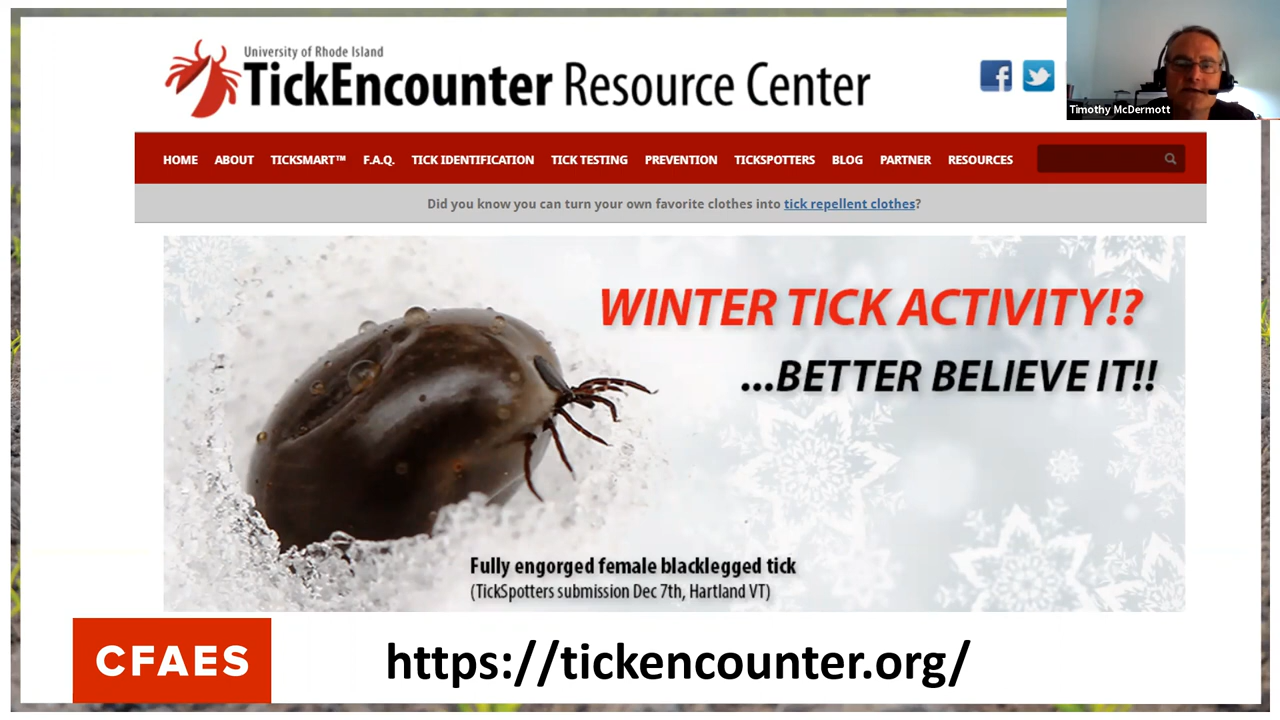 University of Rhode Island
TickEncounter Resource Center
Timothy McDermott
HOME ABOUT TICKSMART™ F.A.Q. TICK IDENTIFICATION TICK TESTING PREVENTION TICKSPOTTERS BLOG PARTNER RESOURCES
Did you know you can turn your own favorite clothes into tick repellent clothes?
WINTER TICK ACTIVITY!?
...BETTER BELIEVE IT!!
Fully engorged female blacklegged tick
(TickSpotters submission Dec 7th, Hartland VT)
CFAES
https://tickencounter.org/